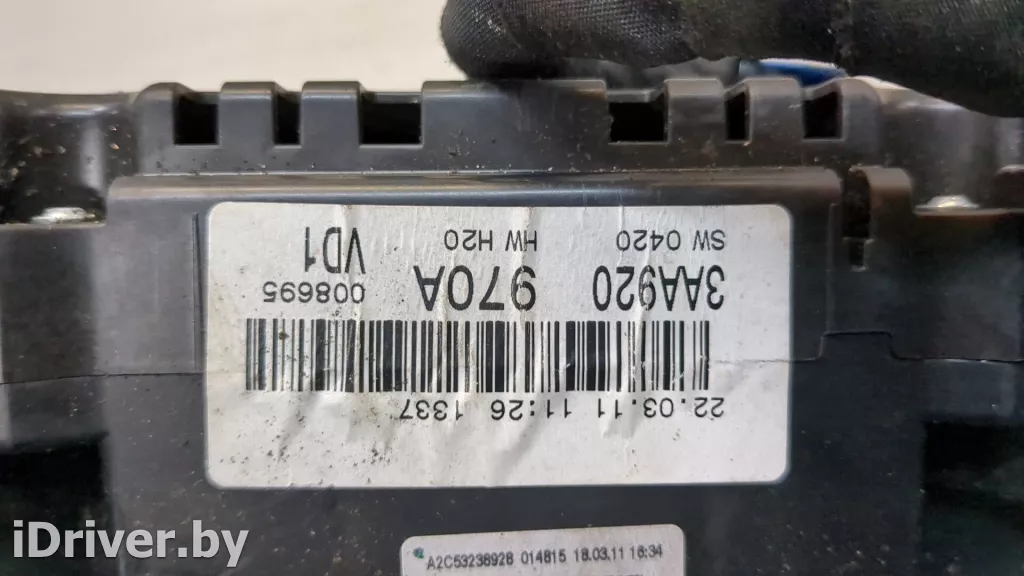 22.03.11 11:26 1337
3AA920 970A 008695
SW 0420 HW H20 VD1
A2C53236928 014815 18.03.11 16:34
iDriver.by